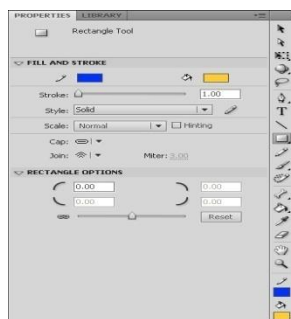 PROPERTIES LIBRARY
Rectangle Tool
FILL AND STROKE
Stroke: 1.00
Style: Solid
Scale: Normal Hinting
Cap:
Join: Miter: 3.00
RECTANGLE OPTIONS
0.00 0.00
0.00 0.00
Reset
T